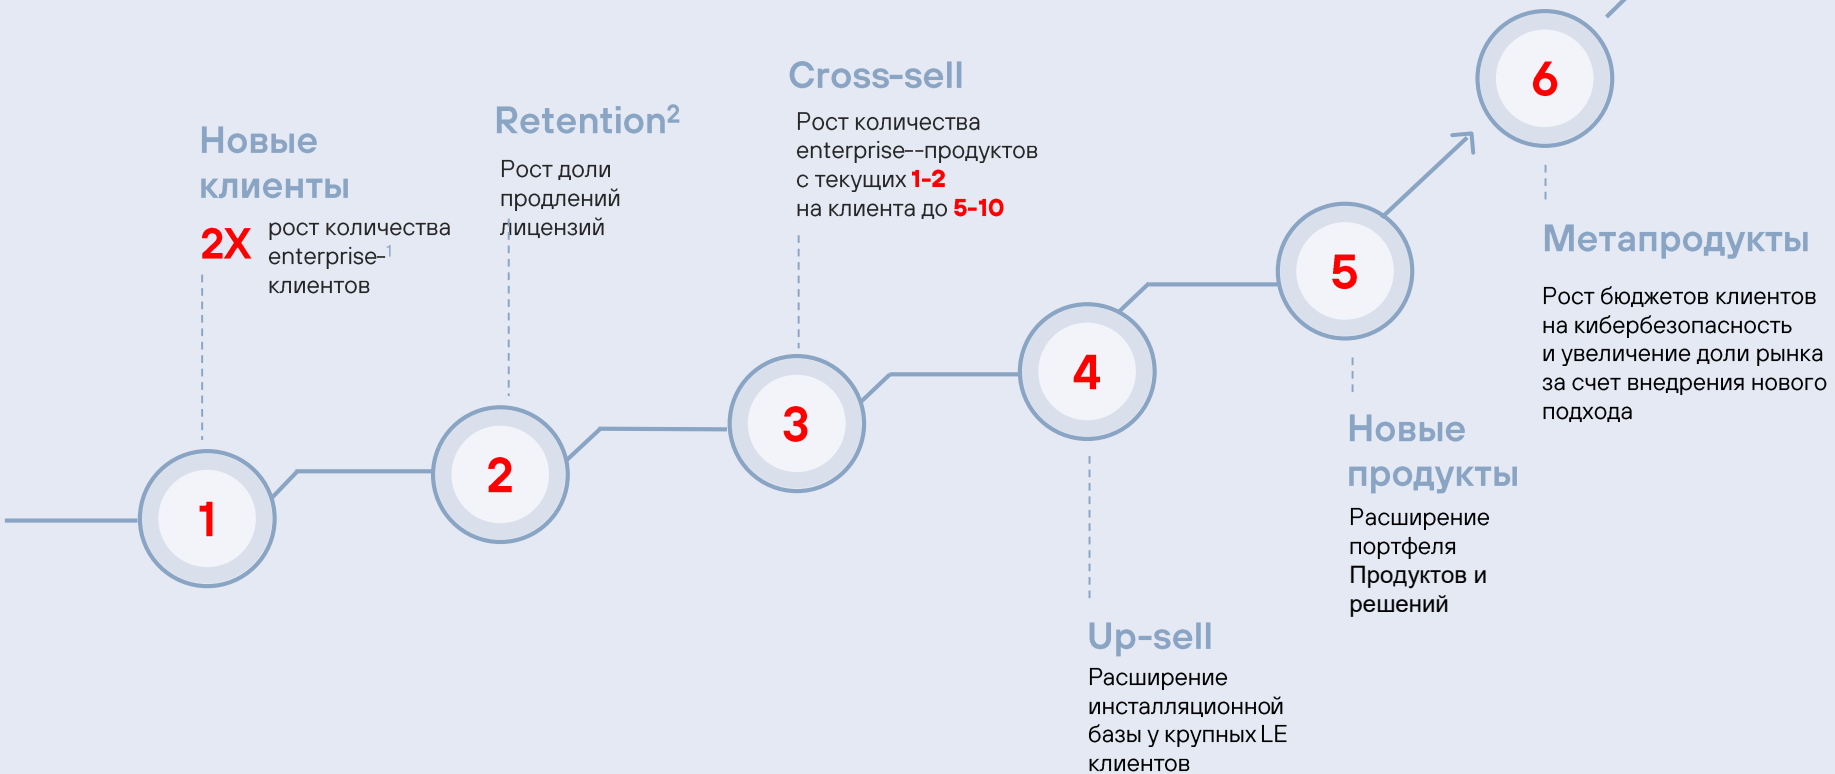 1
Новые
клиенты
2X
рост количества
enterprise-¹
клиентов
2
Retention²
Рост доли
продлений
лицензий
3
Cross-sell
Рост количества
enterprise--продуктов
с текущих 1-2
на клиента до 5-10
4
Up-sell
Расширение
инсталляционной
базы у крупных LE
клиентов
5
Новые
продукты
Расширение
портфеля
Продуктов и
решений
6
Метапродукты
Рост бюджетов клиентов
на кибербезопасность
и увеличение доли рынка
за счет внедрения нового
подхода